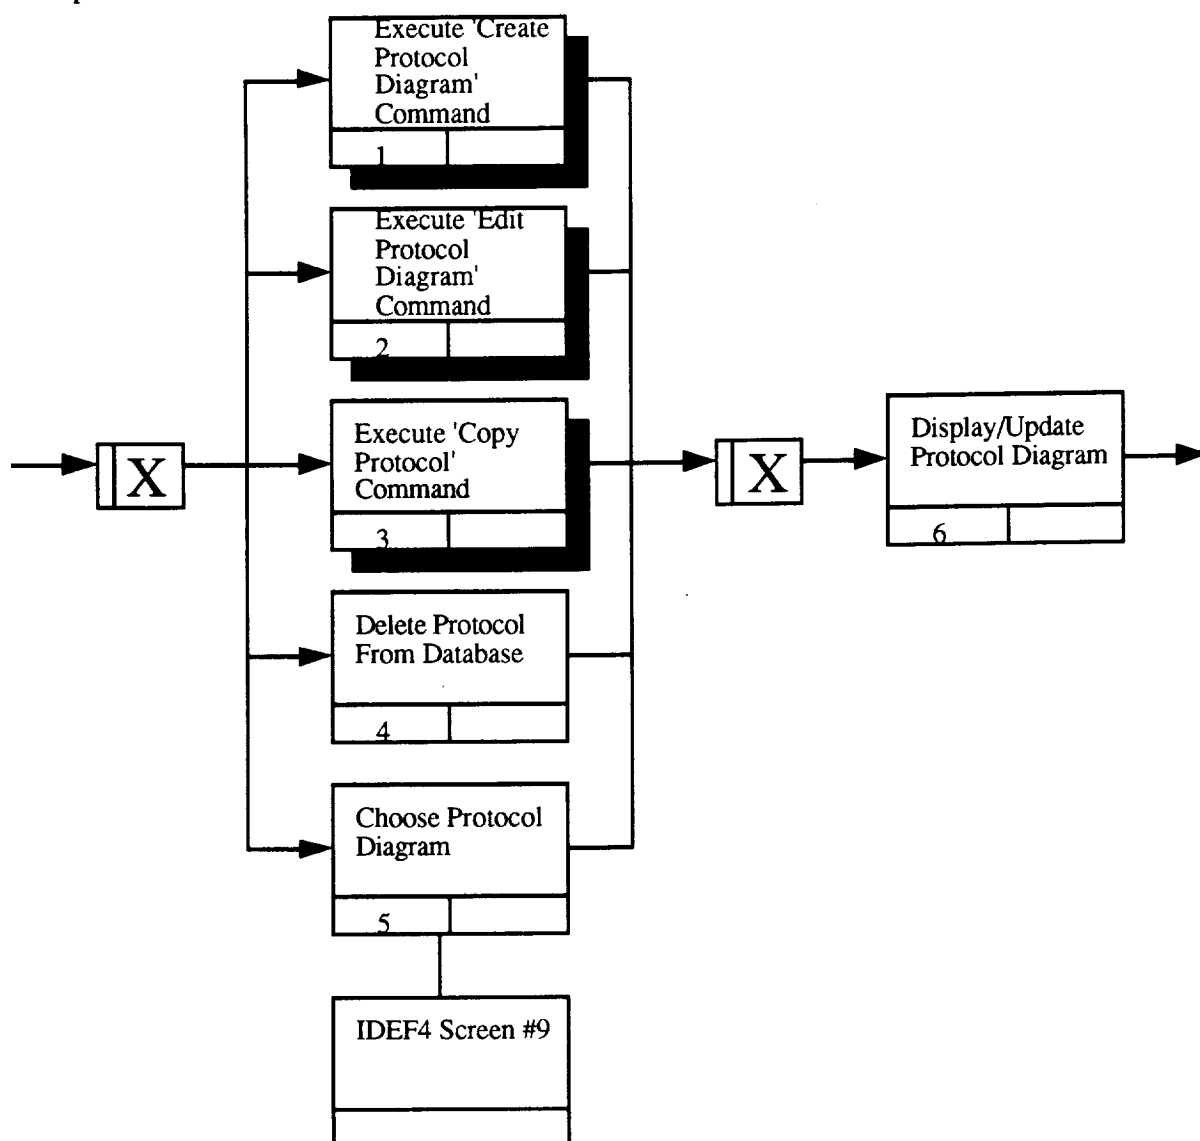 Execute 'Create
Protocol
Diagram'
Command
1
Execute 'Edit
Protocol
Diagram'
Command
2
X
Execute 'Copy
Protocol'
Command
3
X
Display/Update
Protocol Diagram
6
Delete Protocol
From Database
4
Choose Protocol
Diagram
5
IDEF4 Screen #9